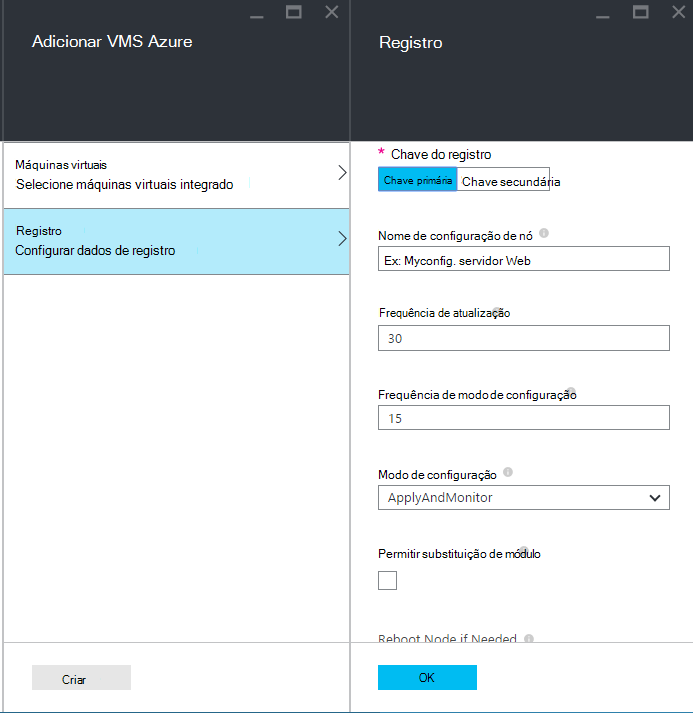 Adicionar VMS Azure
Máquinas virtuais
Selecione máquinas virtuais integrado
Registro
Configurar dados de registro
Criar
Registro
* Chave do registro
Chave primária Chave secundária
Nome de configuração de nó
Ex: Myconfig. servidor Web
Frequência de atualização
30
Frequência de modo de configuração
15
Modo de configuração
ApplyAndMonitor
Permitir substituição de módulo
Reboot Node if Needed
OK